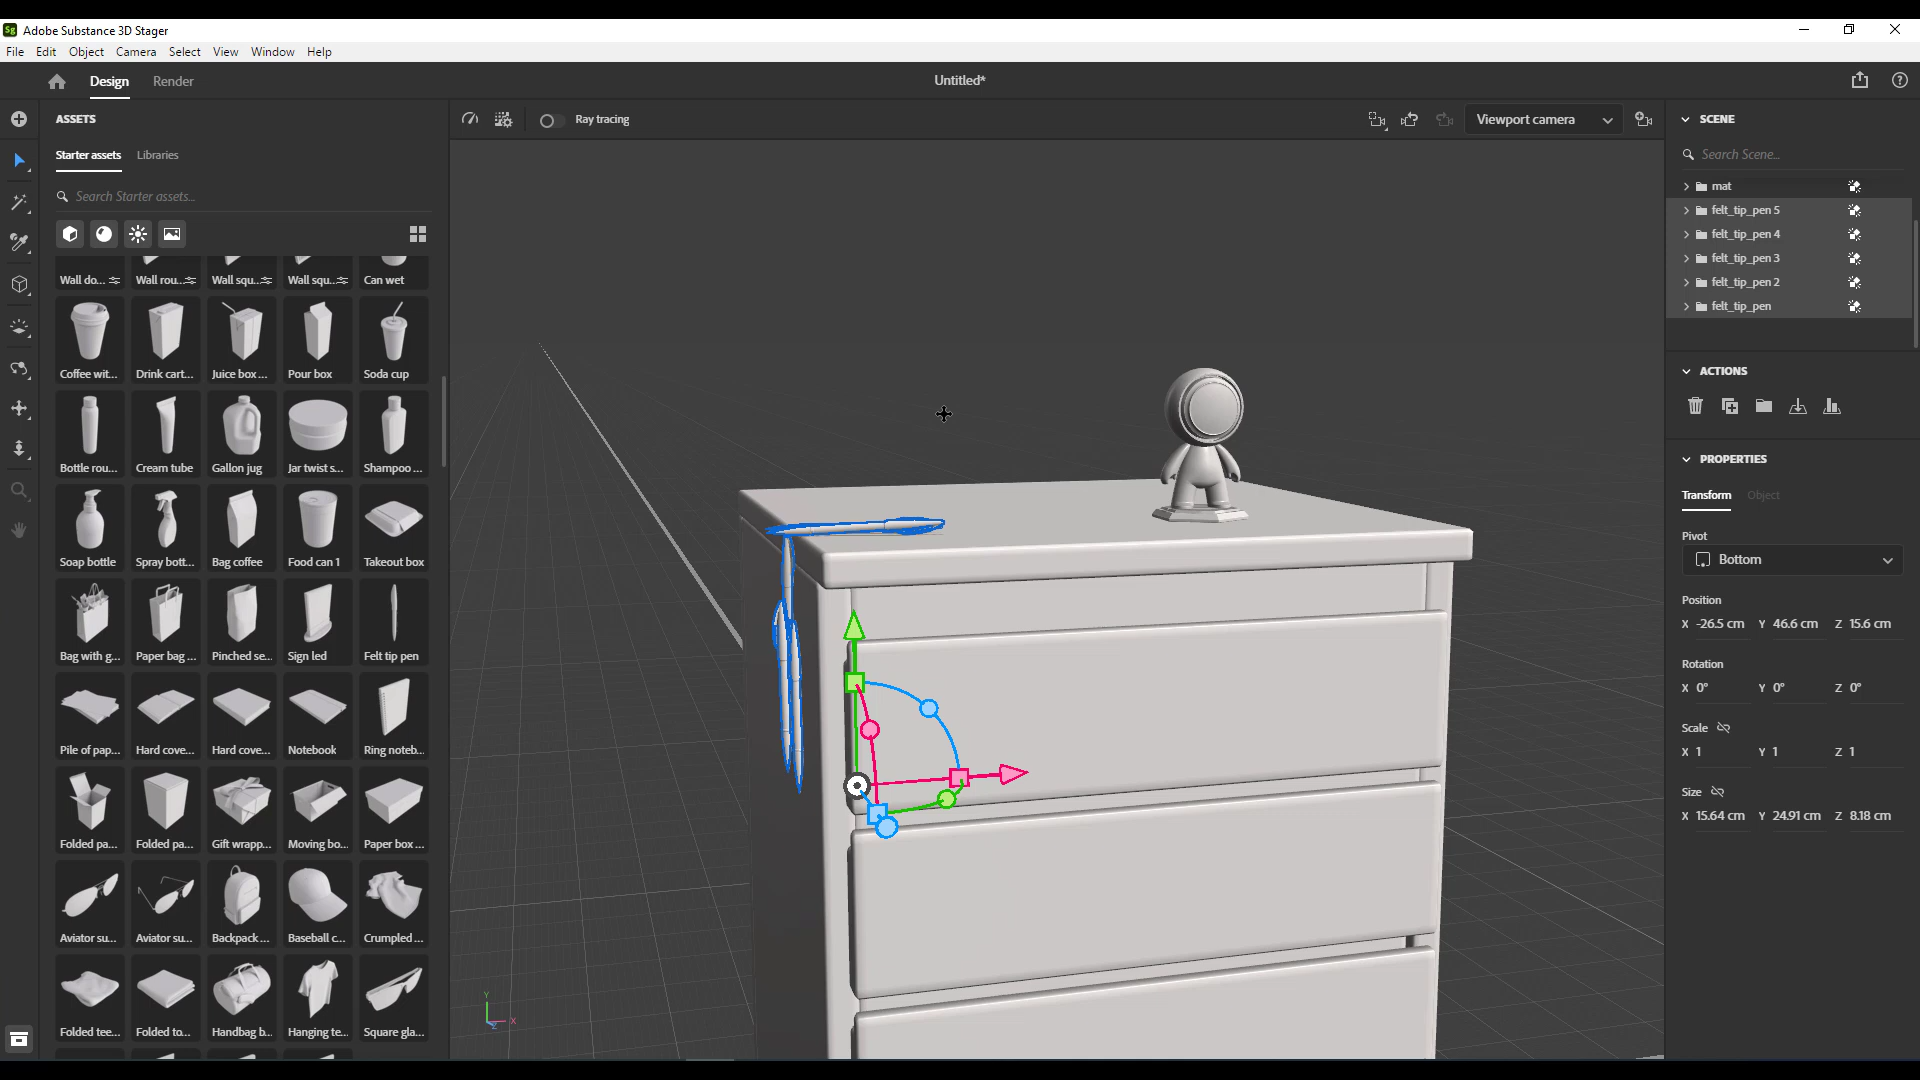 Sg Adobe Substance 3D Stager
File Edit Object Camera Select View Window Help
Design Render
Untitled*
ASSETS
Starter assets Libraries
Search Starter assets...
Wall do... Wall rou... Wall squ... Wall squ... Can wet
Coffee wit... Drink cart... Juice box ... Pour box Soda cup
Bottle rou... Cream tube Gallon jug Jar twist s... Shampoo ...
Soap bottle Spray bott... Bag coffee Food can 1 Takeout box
Bag with g... Paper bag ... Pinched se... Sign led Felt tip pen
Pile of pap... Hard cove... Hard cove... Notebook Ring noteb...
Folded pa... Folded pa... Gift wrapp... Moving bo... Paper box ...
Aviator su... Aviator su... Backpack ... Baseball c... Crumpled ...
Folded tee... Folded to... Handbag b... Hanging te... Square gla...
Ray tracing
Viewport camera
Y
X
Z
SCENE
Search Scene...
mat
felt_tip_pen 5
felt_tip_pen 4
felt_tip_pen 3
felt_tip_pen 2
felt_tip_pen
ACTIONS
PROPERTIES
Transform Object
Pivot
Bottom
Position
X -26.5 cm Y 46.6 cm Z 15.6 cm
Rotation
X 0° Y 0° Z 0°
Scale
X 1 Y 1 Z 1
Size
X 15.64 cm Y 24.91 cm Z 8.18 cm